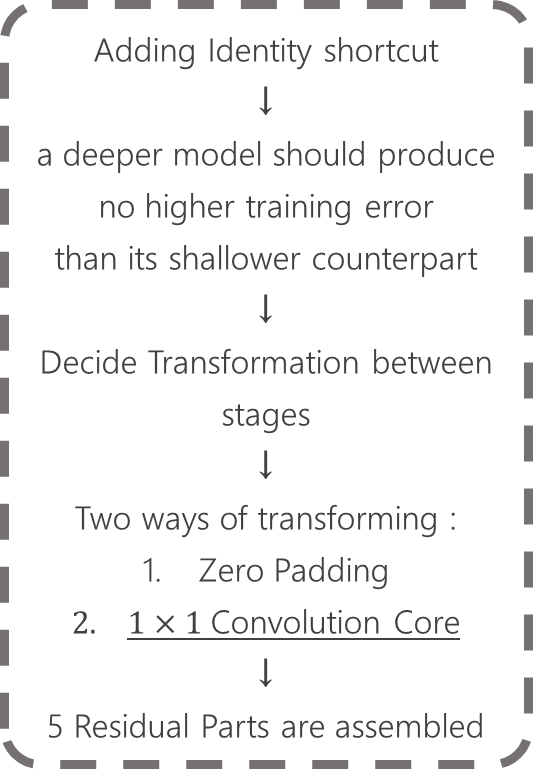 Adding Identity shortcut
↓
a deeper model should produce
no higher training error
than its shallower counterpart
↓
Decide Transformation between
stages
↓
Two ways of transforming :
1. Zero Padding
2. 1 × 1 Convolution Core
↓
5 Residual Parts are assembled